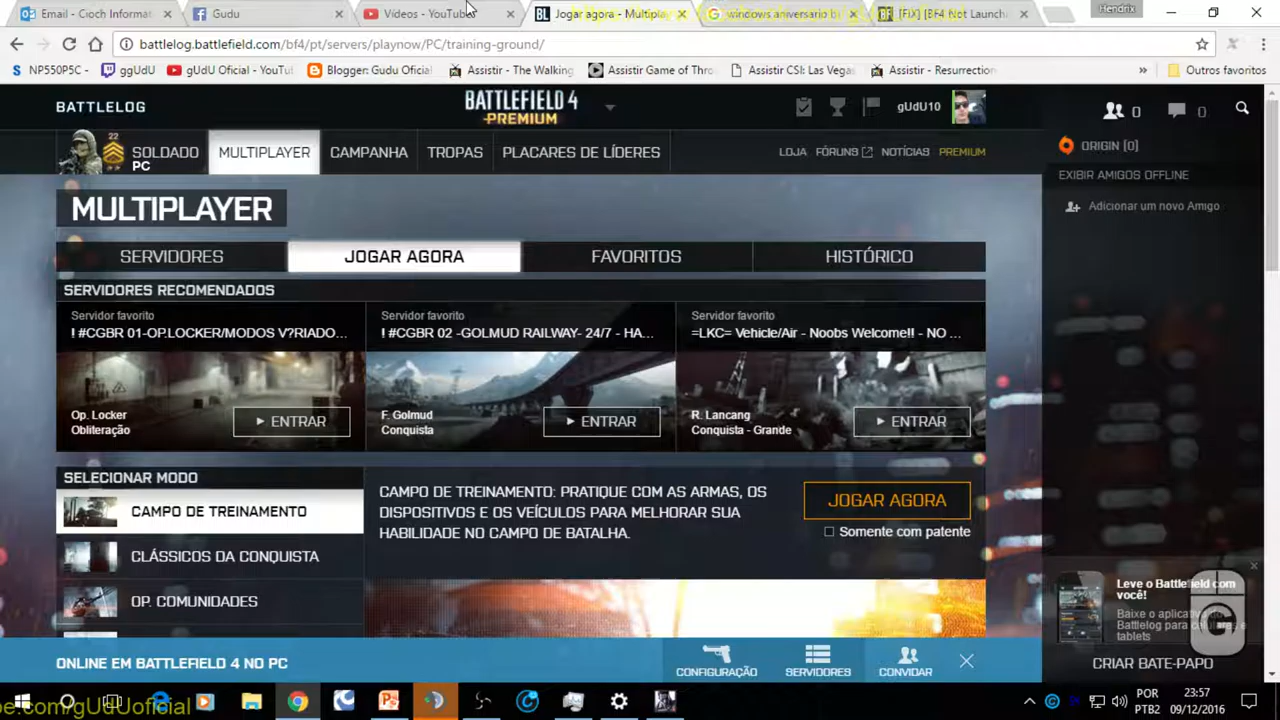 Email - Cioch Informat
Gudu
Vídeos - YouTube
Jogar agora - Multiplay
windows aniversario b
[FIX] [BF4 Not Launch
Hendrix
battlelog.battlefield.com/bf4/pt/servers/playnow/PC/training-ground/
NP550P5C -
ggUdU
gUdU Oficial - YouTut
Blogger: Gudu Oficial
Assistir - The Walking
Assistir Game of Thro
Assistir CSI: Las Vegas
Assistir - Resurrection
»
Outros favoritos
BATTLELOG
BATTLEFIELD 4
PREMIUM
gUdU10
0
0
22
SOLDADO
PC
MULTIPLAYER
CAMPANHA
TROPAS
PLACARES DE LÍDERES
LOJA
FÓRUNS
NOTÍCIAS
PREMIUM
ORIGIN (0)
EXIBIR AMIGOS OFFLINE
Adicionar um novo Amigo
MULTIPLAYER
SERVIDORES
JOGAR AGORA
FAVORITOS
HISTÓRICO
SERVIDORES RECOMENDADOS
Servidor favorito
! #CGBR 01-OP.LOCKER/MODOS V?RIADO...
Op. Locker
Obliteração
ENTRAR
Servidor favorito
! #CGBR 02 -GOLMUD RAILWAY- 24/7 - HA...
F. Golmud
Conquista
ENTRAR
Servidor favorito
=LKC= Vehicle/Air - Noobs Welcome!! - NO ...
R. Lancang
Conquista - Grande
ENTRAR
SELECIONAR MODO
CAMPO DE TREINAMENTO
CLÁSSICOS DA CONQUISTA
OP. COMUNIDADES
CAMPO DE TREINAMENTO: PRATIQUE COM AS ARMAS, OS
DISPOSITIVOS E OS VEÍCULOS PARA MELHORAR SUA
HABILIDADE NO CAMPO DE BATALHA.
JOGAR AGORA
Somente com patente
Leve o Battlefield com
você!
Baixe o aplicativo
Battlelog para celulares e
tablets
ONLINE EM BATTLEFIELD 4 NO PC
CONFIGURAÇÃO
SERVIDORES
CONVIDAR
CRIAR BATE-PAPO
be.com/gUdUoficial
POR
PTB2
23:57
09/12/2016